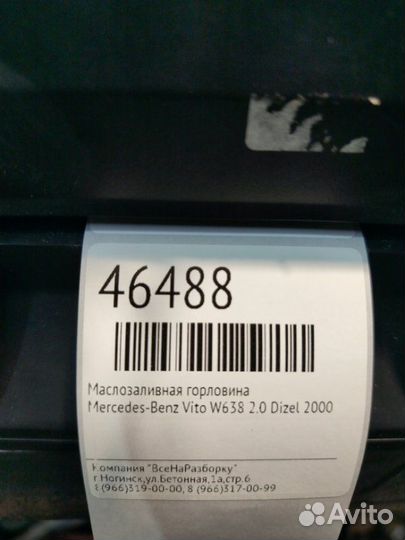 46488
Маслозаливная горловина
Mercedes-Benz Vito W638 2.0 Dizel 2000
Компания "ВсеНаРазборку"
г.Ногинск,ул.Бетонная,1а,стр.6
8(966)319-00-00, 8 (966)317-00-99
Avito